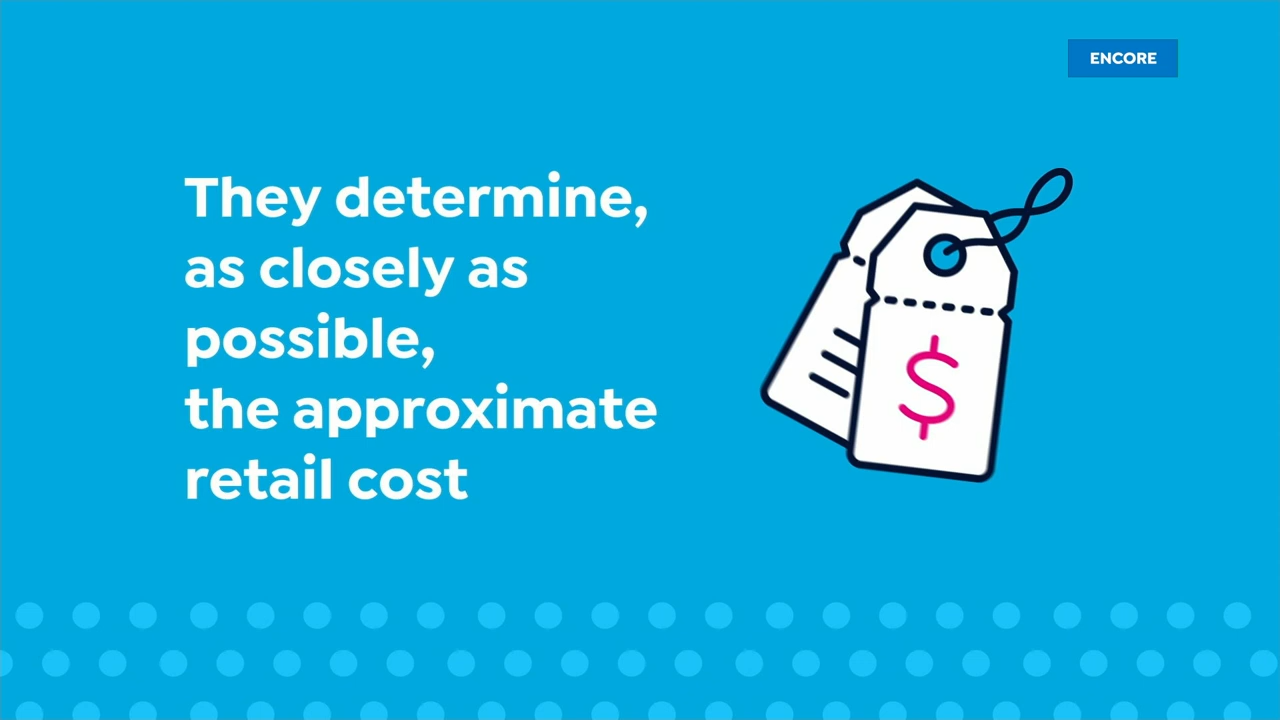 ENCORE
They determine,
as closely as
possible,
the approximate
retail cost
$